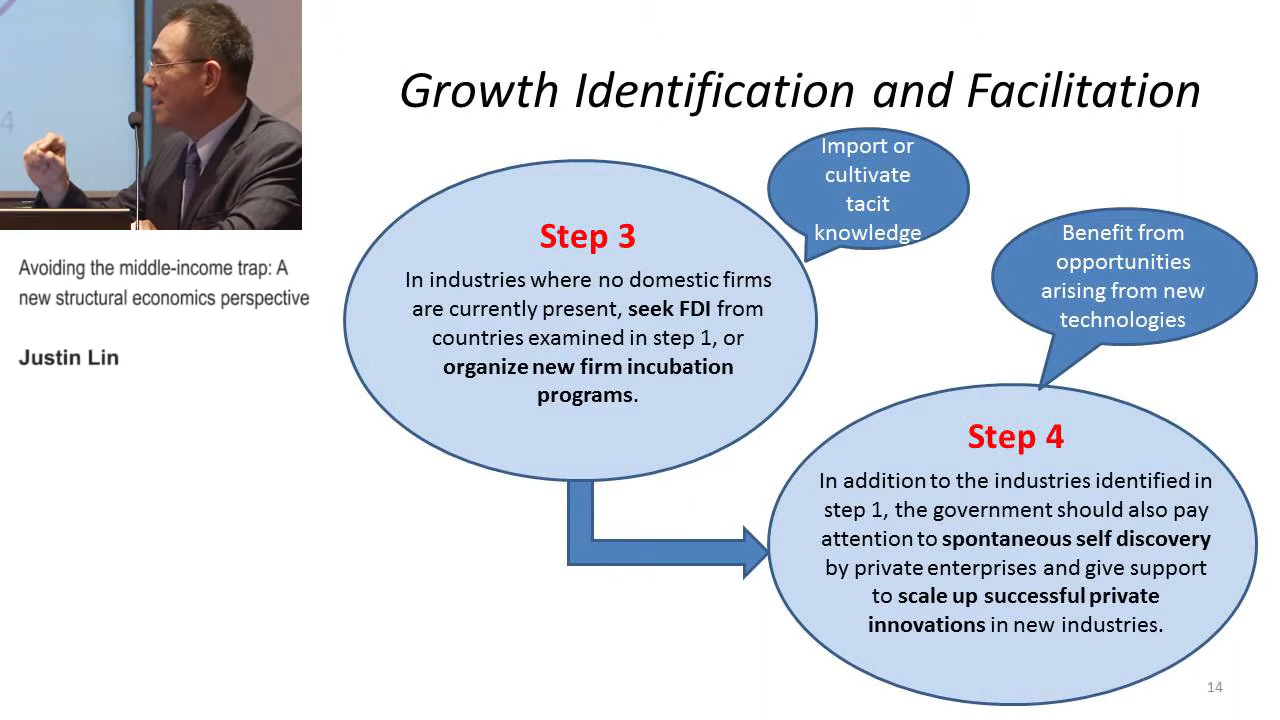 Growth Identification and Facilitation
Import or
cultivate
tacit
knowledge
Step 3
In industries where no domestic firms
are currently present, seek FDI from
countries examined in step 1, or
organize new firm incubation
programs.
Benefit from
opportunities
arising from new
technologies
Step 4
In addition to the industries identified in
step 1, the government should also pay
attention to spontaneous self discovery
by private enterprises and give support
to scale up successful private
innovations in new industries.
14
4
Avoiding the middle-income trap: A
new structural economics perspective
Justin Lin